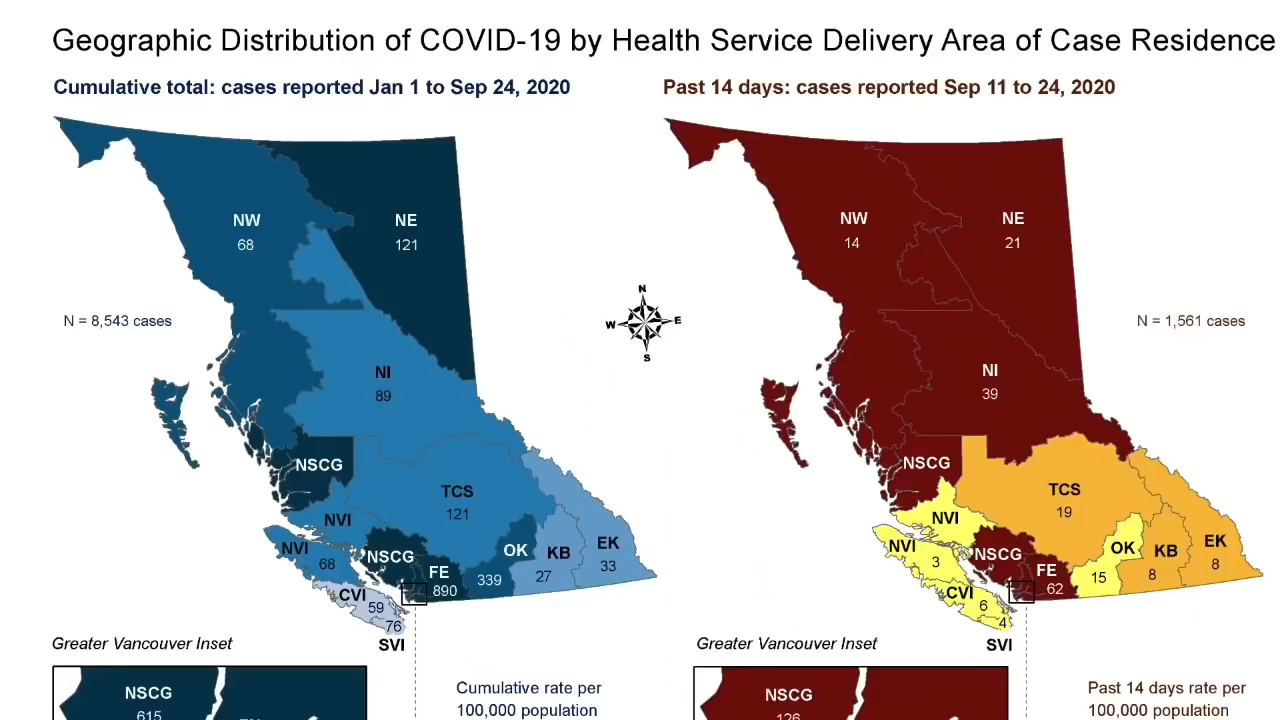 Geographic Distribution of COVID-19 by Health Service Delivery Area of Case Residence
Cumulative total: cases reported Jan 1 to Sep 24, 2020
NW
68
NE
121
N = 8,543 cases
NI
89
NSCG
TCS
121
NVI
NVI
68
NSCG
FE
890
OK
339
KB
27
EK
33
CVI
59
76
SVI
Greater Vancouver Inset
NSCG
615
Cumulative rate per
100,000 population
N
W
E
S
Past 14 days: cases reported Sep 11 to 24, 2020
NW
14
NE
21
N = 1,561 cases
NI
39
NSCG
TCS
19
NVI
NVI
3
NSCG
FE
62
OK
15
KB
8
EK
8
CVI
6
4
SVI
Greater Vancouver Inset
NSCG
126
Past 14 days rate per
100,000 population